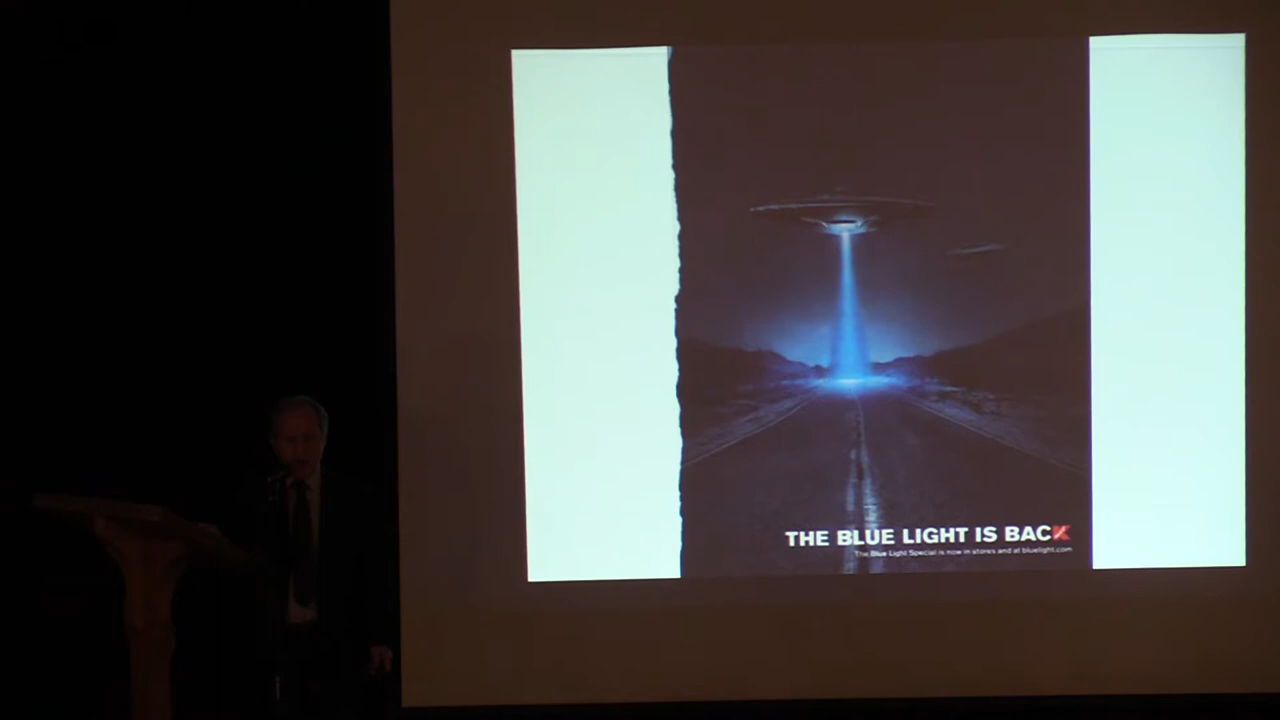 THE BLUE LIGHT IS BACK
The Blue Light Special is now in stores and at bluelight.com